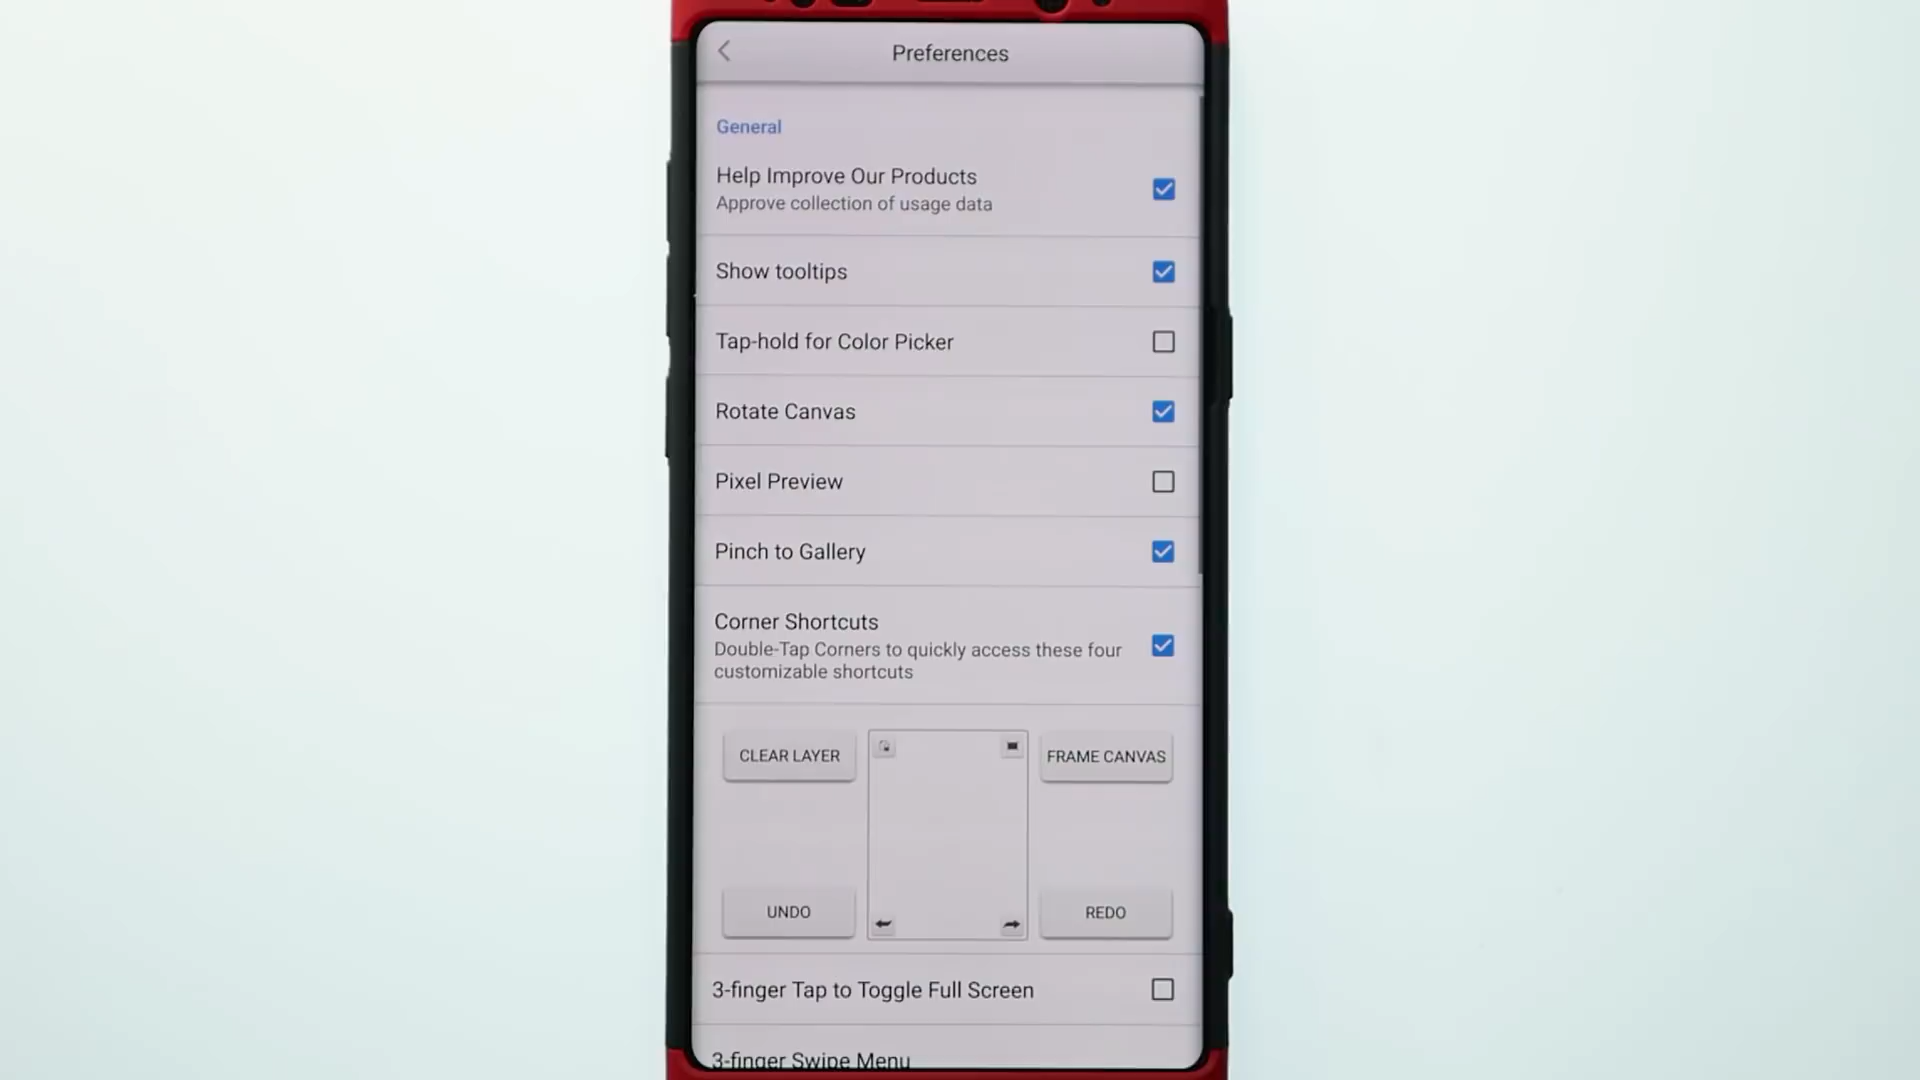 Preferences
General
Help Improve Our Products
Approve collection of usage data
Show tooltips
Tap-hold for Color Picker
Rotate Canvas
Pixel Preview
Pinch to Gallery
Corner Shortcuts
Double-Tap Corners to quickly access these four
customizable shortcuts
CLEAR LAYER
FRAME CANVAS
UNDO
REDO
3-finger Tap to Toggle Full Screen
3-finger Swipe Menu